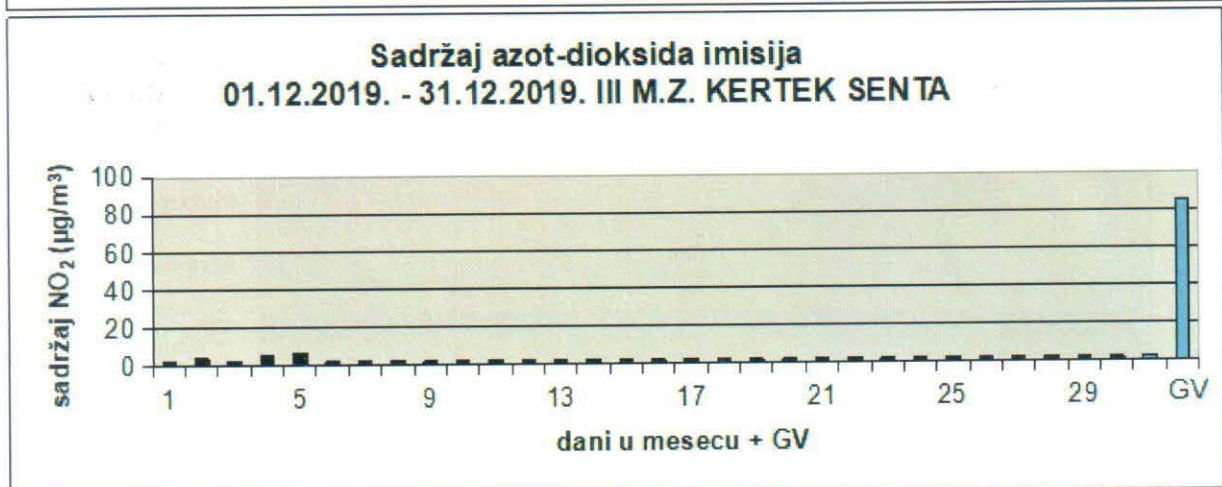 Sadržaj azot-dioksida imisija
01.12.2019. - 31.12.2019. III M.Z. KERTEK SENTA
sadržaj NO₂ (µg/m³)
100
80
60
40
20
0
1 5 9 13 17 21 25 29 GV
dani u mesecu + GV